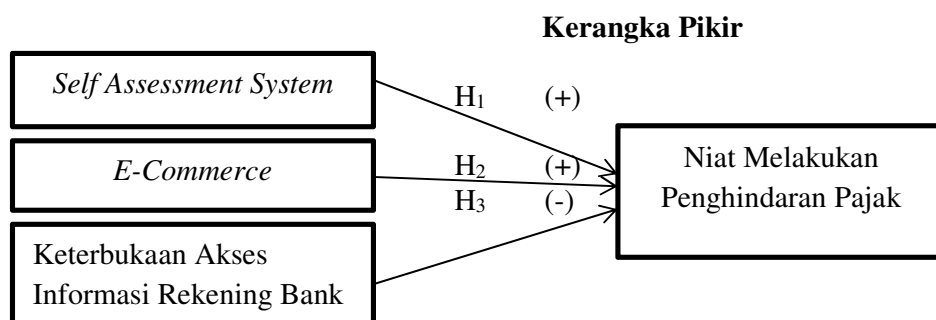 Kerangka Pikir
Self Assessment System
H1 (+)
E-Commerce
H2 (+)
H3 (-)
Niat Melakukan
Penghindaran Pajak
Keterbukaan Akses
Informasi Rekening Bank